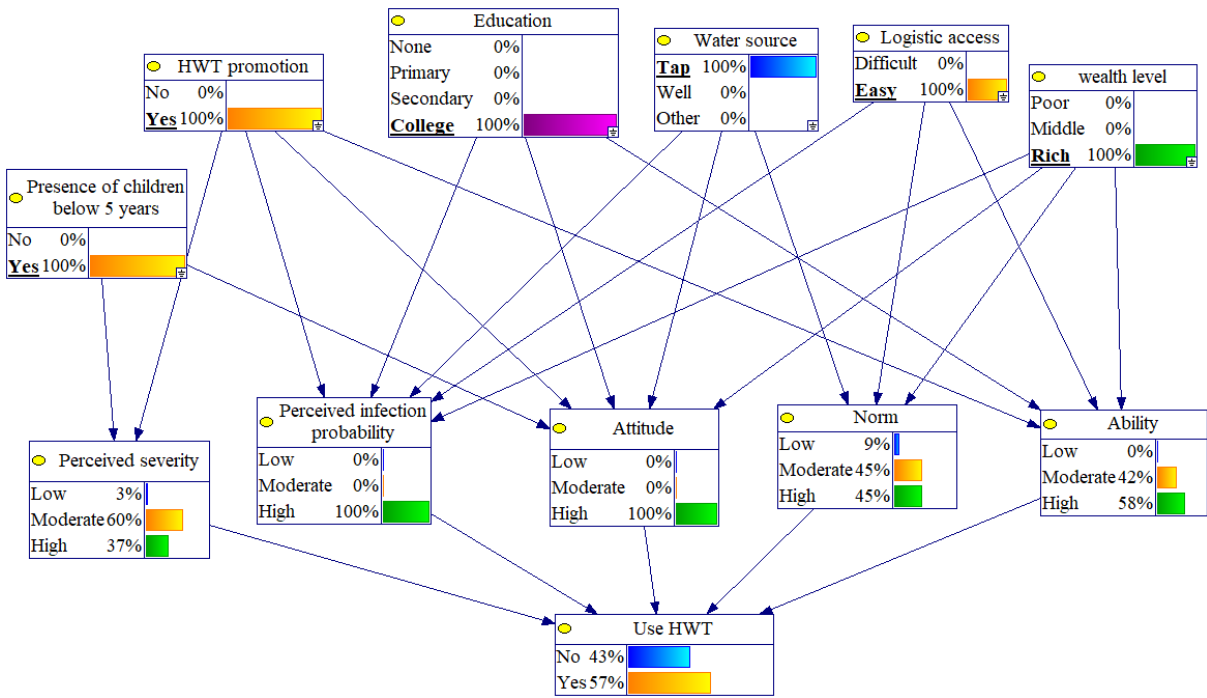 Education
None 0%
Primary 0%
Secondary 0%
College 100%
Water source
Tap 100%
Well 0%
Other 0%
Logistic access
Difficult 0%
Easy 100%
HWT promotion
No 0%
Yes 100%
wealth level
Poor 0%
Middle 0%
Rich 100%
Presence of children
below 5 years
No 0%
Yes 100%
Perceived severity
Low 3%
Moderate 60%
High 37%
Perceived infection
probability
Low 0%
Moderate 0%
High 100%
Attitude
Low 0%
Moderate 0%
High 100%
Norm
Low 9%
Moderate 45%
High 45%
Ability
Low 0%
Moderate 42%
High 58%
Use HWT
No 43%
Yes 57%